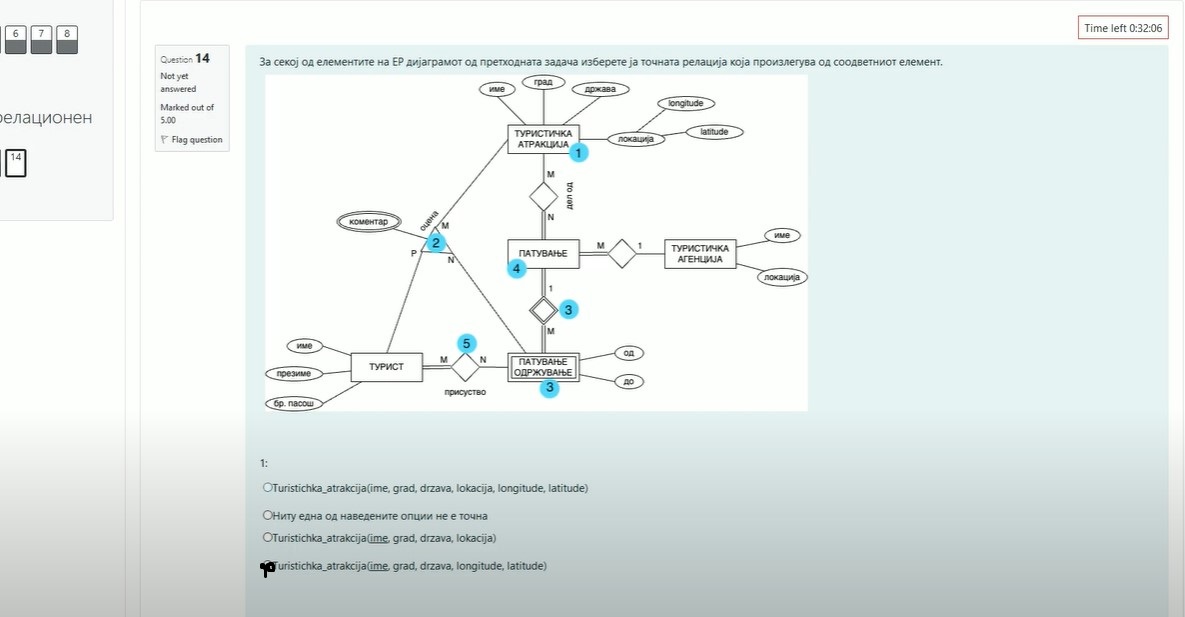 6 7 8
Time left 0:32:06
Question 14
Not yet
answered
Marked out of
5.00
Flag question
елационен
14
За секој од елементите на ЕР дијаграмот од претходната задача изберете ја точната релација која произлегува од соодветниот елемент.
име
град
држава
longitude
latitude
локација
ТУРИСТИЧКА
АТРАКЦИЈА
1
M
дел од
N
коментар
оцена
M
2
P
N
ПАТУВАЊЕ
4
M
1
ТУРИСТИЧКА
АГЕНЦИЈА
име
локација
1
3
M
име
презиме
бр. пасош
ТУРИСТ
M
5
N
присуство
ПАТУВАЊЕ
ОДРЖУВАЊЕ
3
од
до
1:
Turistichka_atrakcija(ime, grad, drzava, lokacija, longitude, latitude)
Ниту една од наведените опции не е точна
Turistichka_atrakcija(ime, grad, drzava, lokacija)
Turistichka_atrakcija(ime, grad, drzava, longitude, latitude)